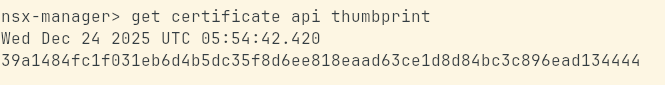 nsx-manager> get certificate api thumbprint
Wed Dec 24 2025 UTC 05:54:42.420
39a1484fc1f031eb6d4b5dc35f8d6ee818eaad63ce1d8d84bc3c896ead134444